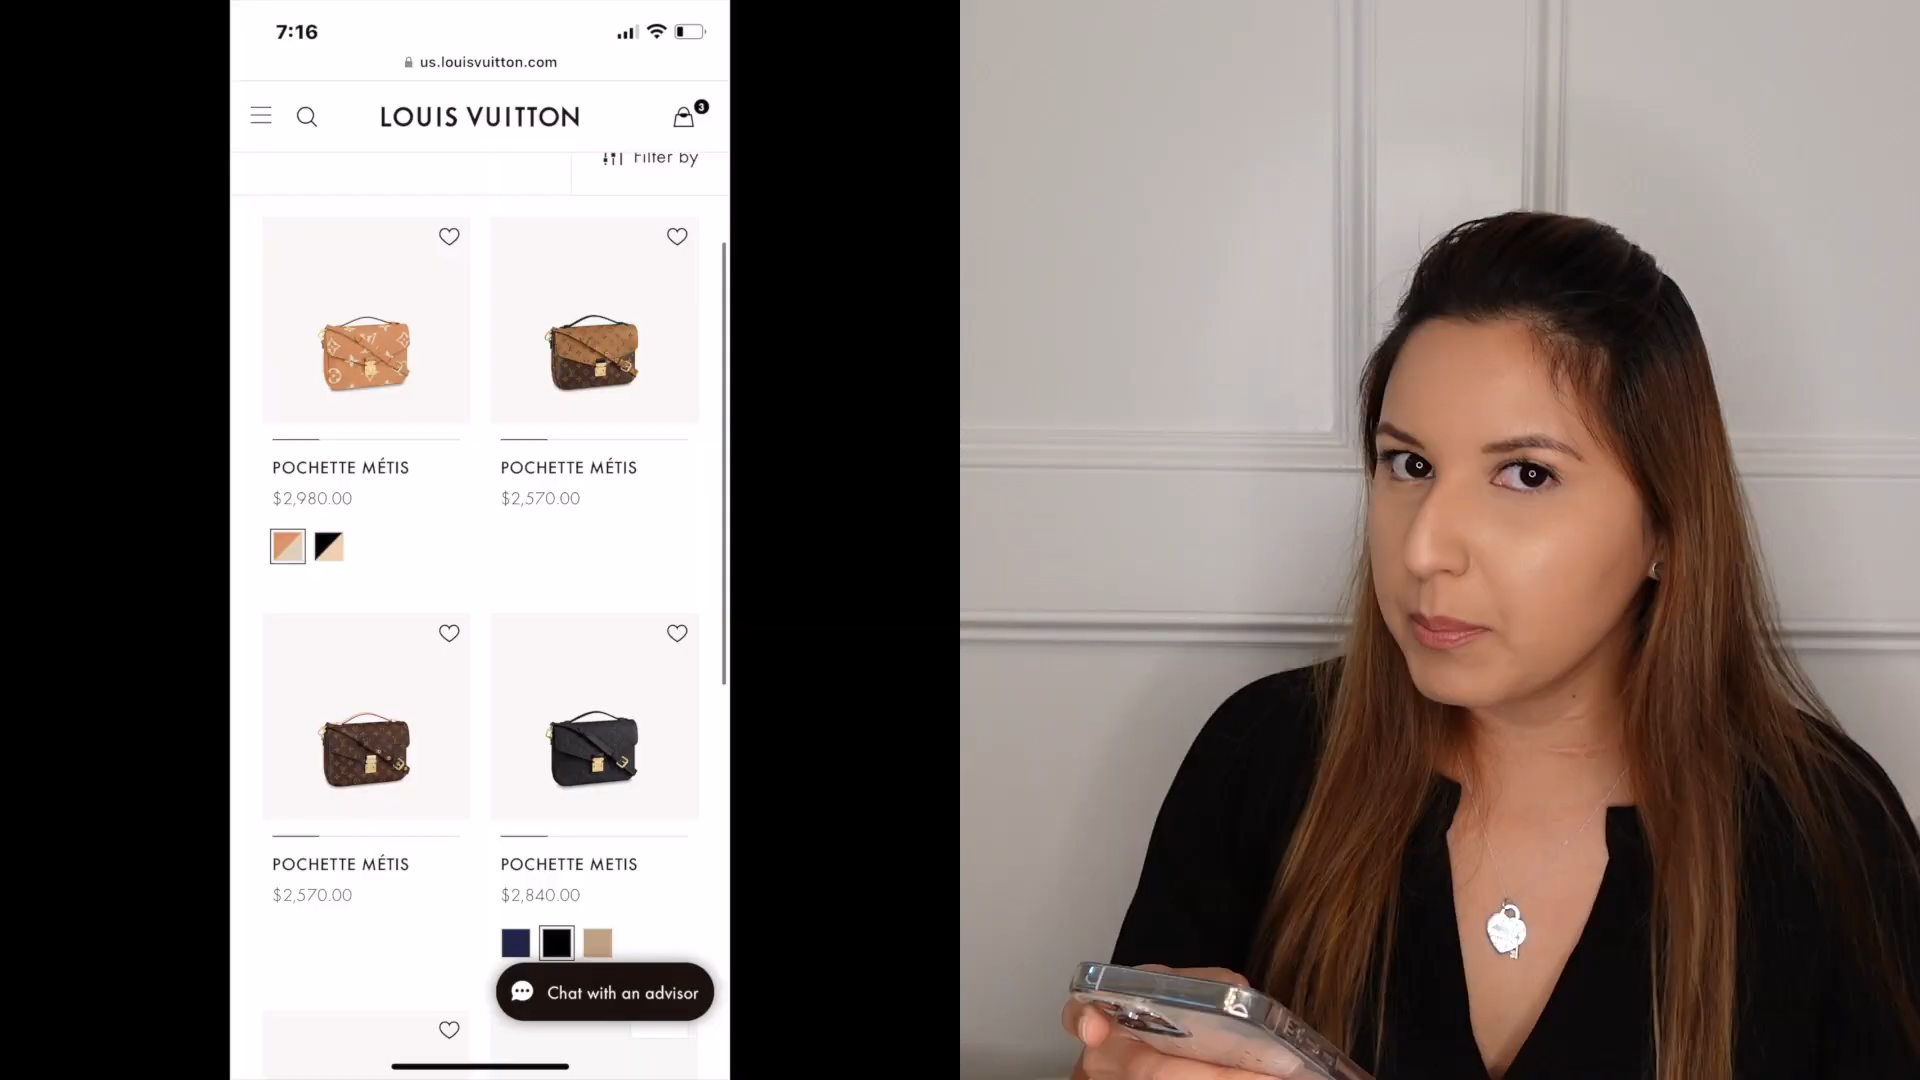 7:16
us.louisvuitton.com
LOUIS VUITTON
3
Filter by
POCHETTE MÉTIS
$2,980.00
POCHETTE MÉTIS
$2,570.00
POCHETTE MÉTIS
$2,570.00
POCHETTE METIS
$2,840.00
Chat with an advisor